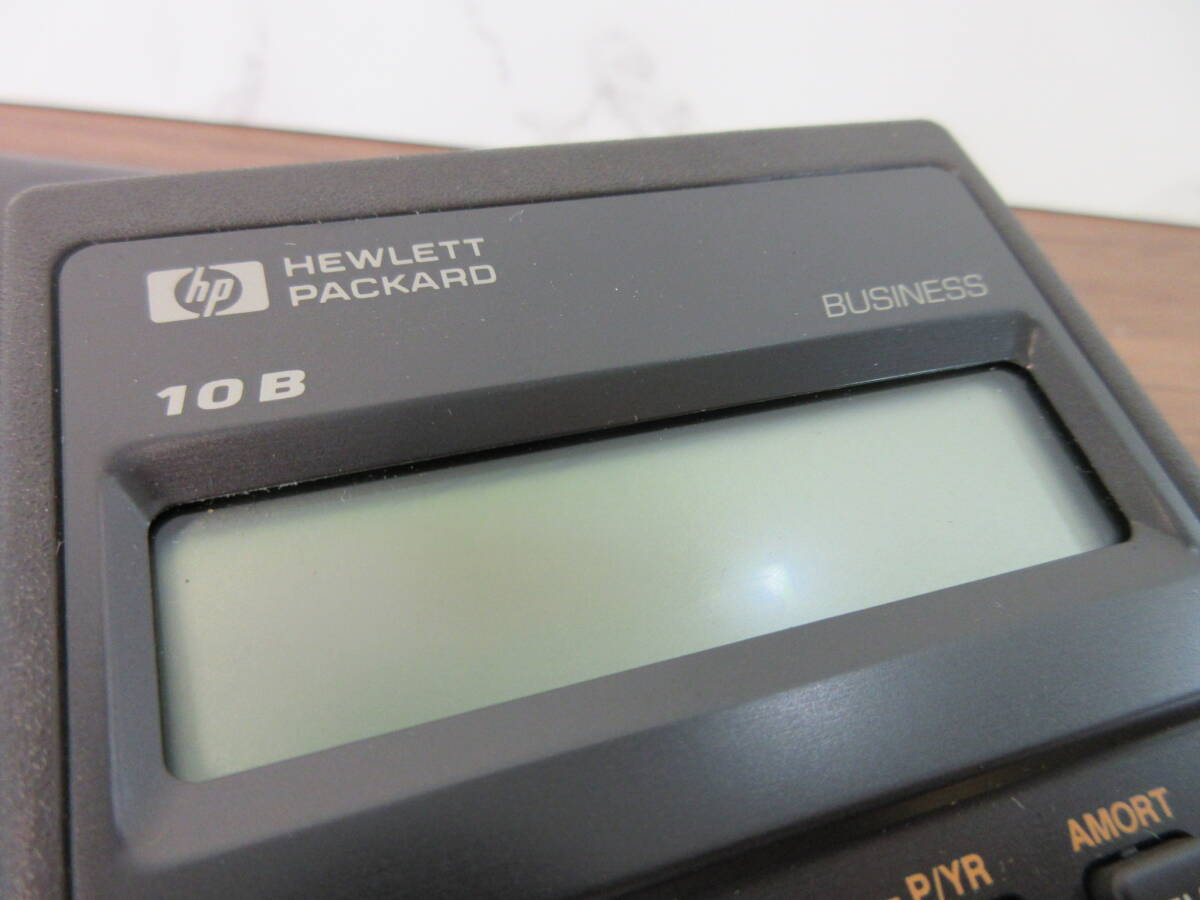 hp HEWLETT
PACKARD
BUSINESS
10B
AMORT
P/YR